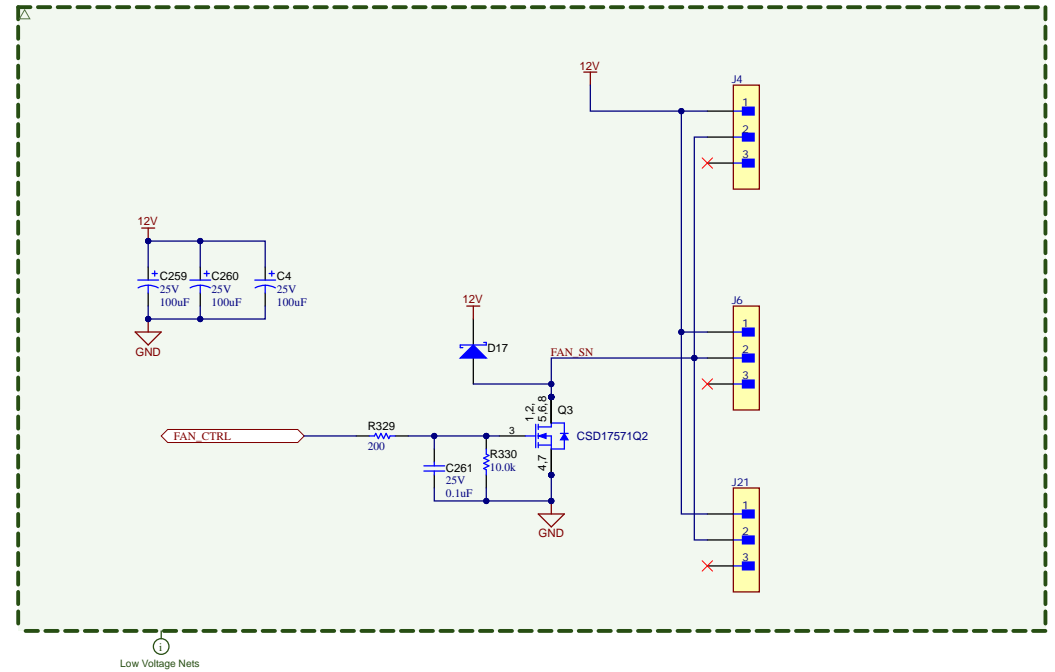 12V
J4
1
2
3
12V
C259
25V
100uF
C260
25V
100uF
C4
25V
100uF
GND
12V
D17
FAN_SN
J6
1
2
3
1,2,
5,6,8
Q3
CSD17571Q2
3
4,7
FAN_CTRL
R329
200
R330
10.0k
C261
25V
0.1uF
GND
J21
1
2
3
i
Low Voltage Nets